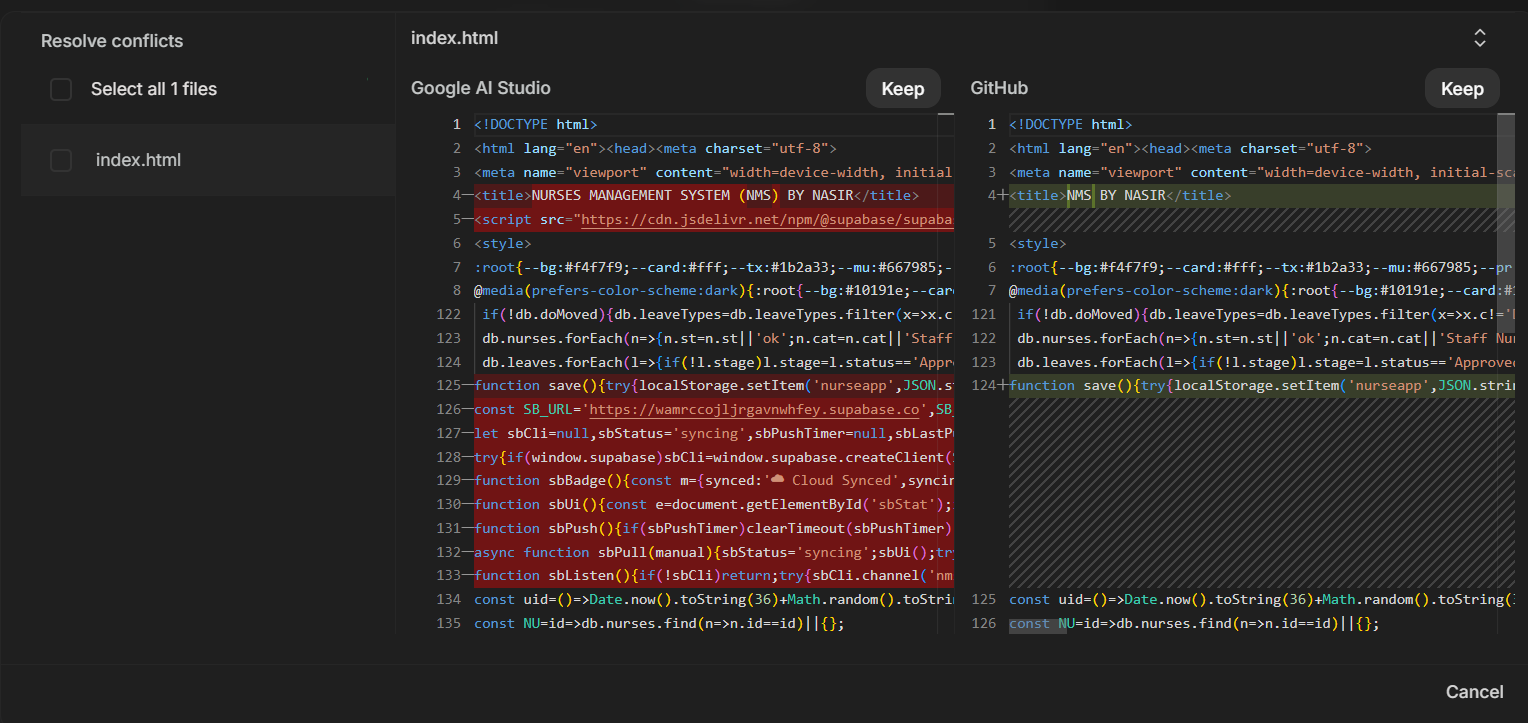 Resolve conflicts
Select all 1 files
index.html
index.html
Google AI Studio
Keep
1 <!DOCTYPE html>
2 <html lang="en"><head><meta charset="utf-8">
3 <meta name="viewport" content="width=device-width, initial
4—<title>NURSES MANAGEMENT SYSTEM (NMS) BY NASIR</title>
5—<script src="https://cdn.jsdelivr.net/npm/@supabase/supaba
6 <style>
7 :root{--bg:#f4f7f9;--card:#fff;--tx:#1b2a33;--mu:#667985;-
8 @media(prefers-color-scheme:dark){:root{--bg:#10191e;--car
122 if(!db.doMoved){db.leaveTypes=db.leaveTypes.filter(x=>x.c
123 db.nurses.forEach(n=>{n.st=n.st||'ok';n.cat=n.cat||'Staff
124 db.leaves.forEach(l=>{if(!l.stage)l.stage=l.status=='Appr
125—function save(){try{localStorage.setItem('nurseapp',JSON.s
126—const SB_URL='https://wamrccojljrgavnwhfey.supabase.co',SB_
127—let sbCli=null,sbStatus='syncing',sbPushTimer=null,sbLastP
128—try{if(window.supabase)sbCli=window.supabase.createClient(
129—function sbBadge(){const m={synced:'☁ Cloud Synced',syncin
130—function sbUi(){const e=document.getElementById('sbStat');
131—function sbPush(){if(sbPushTimer)clearTimeout(sbPushTimer)
132—async function sbPull(manual){sbStatus='syncing';sbUi();tr
133—function sbListen(){if(!sbCli)return;try{sbCli.channel('nm
134 const uid=()=>Date.now().toString(36)+Math.random().toStri
135 const NU=id=>db.nurses.find(n=>n.id==id)||{};
GitHub
Keep
1 <!DOCTYPE html>
2 <html lang="en"><head><meta charset="utf-8">
3 <meta name="viewport" content="width=device-width, initial-sca
4+<title>NMS BY NASIR</title>
5 <style>
6 :root{--bg:#f4f7f9;--card:#fff;--tx:#1b2a33;--mu:#667985;--pr
7 @media(prefers-color-scheme:dark){:root{--bg:#10191e;--card:#1
121 if(!db.doMoved){db.leaveTypes=db.leaveTypes.filter(x=>x.c!='
122 db.nurses.forEach(n=>{n.st=n.st||'ok';n.cat=n.cat||'Staff Nur
123 db.leaves.forEach(l=>{if(!l.stage)l.stage=l.status=='Approved
124+function save(){try{localStorage.setItem('nurseapp',JSON.strin
125 const uid=()=>Date.now().toString(36)+Math.random().toString(3
126 const NU=id=>db.nurses.find(n=>n.id==id)||{};
Cancel